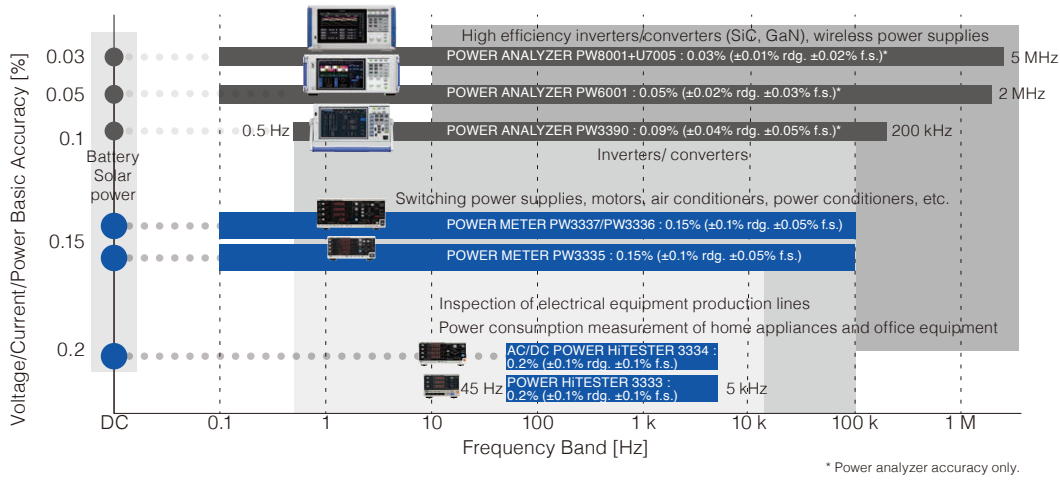 High efficiency inverters/converters (SiC, GaN), wireless power supplies
0.03
POWER ANALYZER PW8001+U7005 : 0.03% (±0.01% rdg. ±0.02% f.s.)*
5 MHz
0.05
POWER ANALYZER PW6001 : 0.05% (±0.02% rdg. ±0.03% f.s.)*
2 MHz
0.1
0.5 Hz
POWER ANALYZER PW3390 : 0.09% (±0.04% rdg. ±0.05% f.s.)*
200 kHz
Battery
Solar
power
Inverters/ converters
Switching power supplies, motors, air conditioners, power conditioners, etc.
POWER METER PW3337/PW3336 : 0.15% (±0.1% rdg. ±0.05% f.s.)
0.15
POWER METER PW3335 : 0.15% (±0.1% rdg. ±0.05% f.s.)
Inspection of electrical equipment production lines
Power consumption measurement of home appliances and office equipment
0.2
AC/DC POWER HiTESTER 3334 :
0.2% (±0.1% rdg. ±0.1% f.s.)
45 Hz
POWER HiTESTER 3333 :
0.2% (±0.1% rdg. ±0.1% f.s.)
5 kHz
Voltage/Current/Power Basic Accuracy [%]
DC 0.1 1 10 100 1 k 10 k 100 k 1 M
Frequency Band [Hz]
* Power analyzer accuracy only.